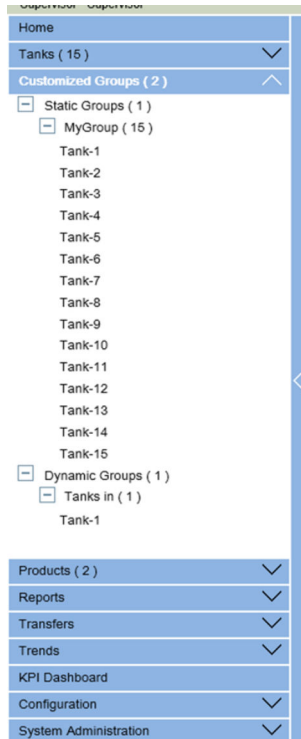 Supervisor - Supervisor
Home
Tanks ( 15 )
Customized Groups ( 2 )
Static Groups ( 1 )
MyGroup ( 15 )
Tank-1
Tank-2
Tank-3
Tank-4
Tank-5
Tank-6
Tank-7
Tank-8
Tank-9
Tank-10
Tank-11
Tank-12
Tank-13
Tank-14
Tank-15
Dynamic Groups ( 1 )
Tanks in ( 1 )
Tank-1
Products ( 2 )
Reports
Transfers
Trends
KPI Dashboard
Configuration
System Administration